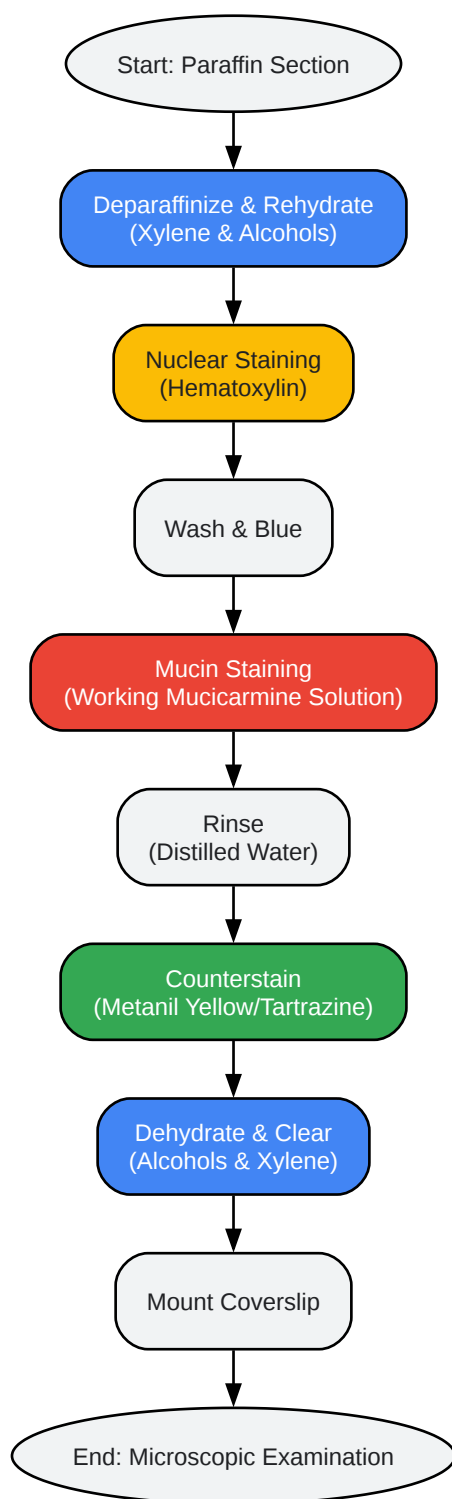 Start: Paraffin Section
Deparaffinize & Rehydrate
(Xylene & Alcohols)
Nuclear Staining
(Hematoxylin)
Wash & Blue
Mucin Staining
(Working Mucicarmine Solution)
Rinse
(Distilled Water)
Counterstain
(Metanil Yellow/Tartrazine)
Dehydrate & Clear
(Alcohols & Xylene)
Mount Coverslip
End: Microscopic Examination